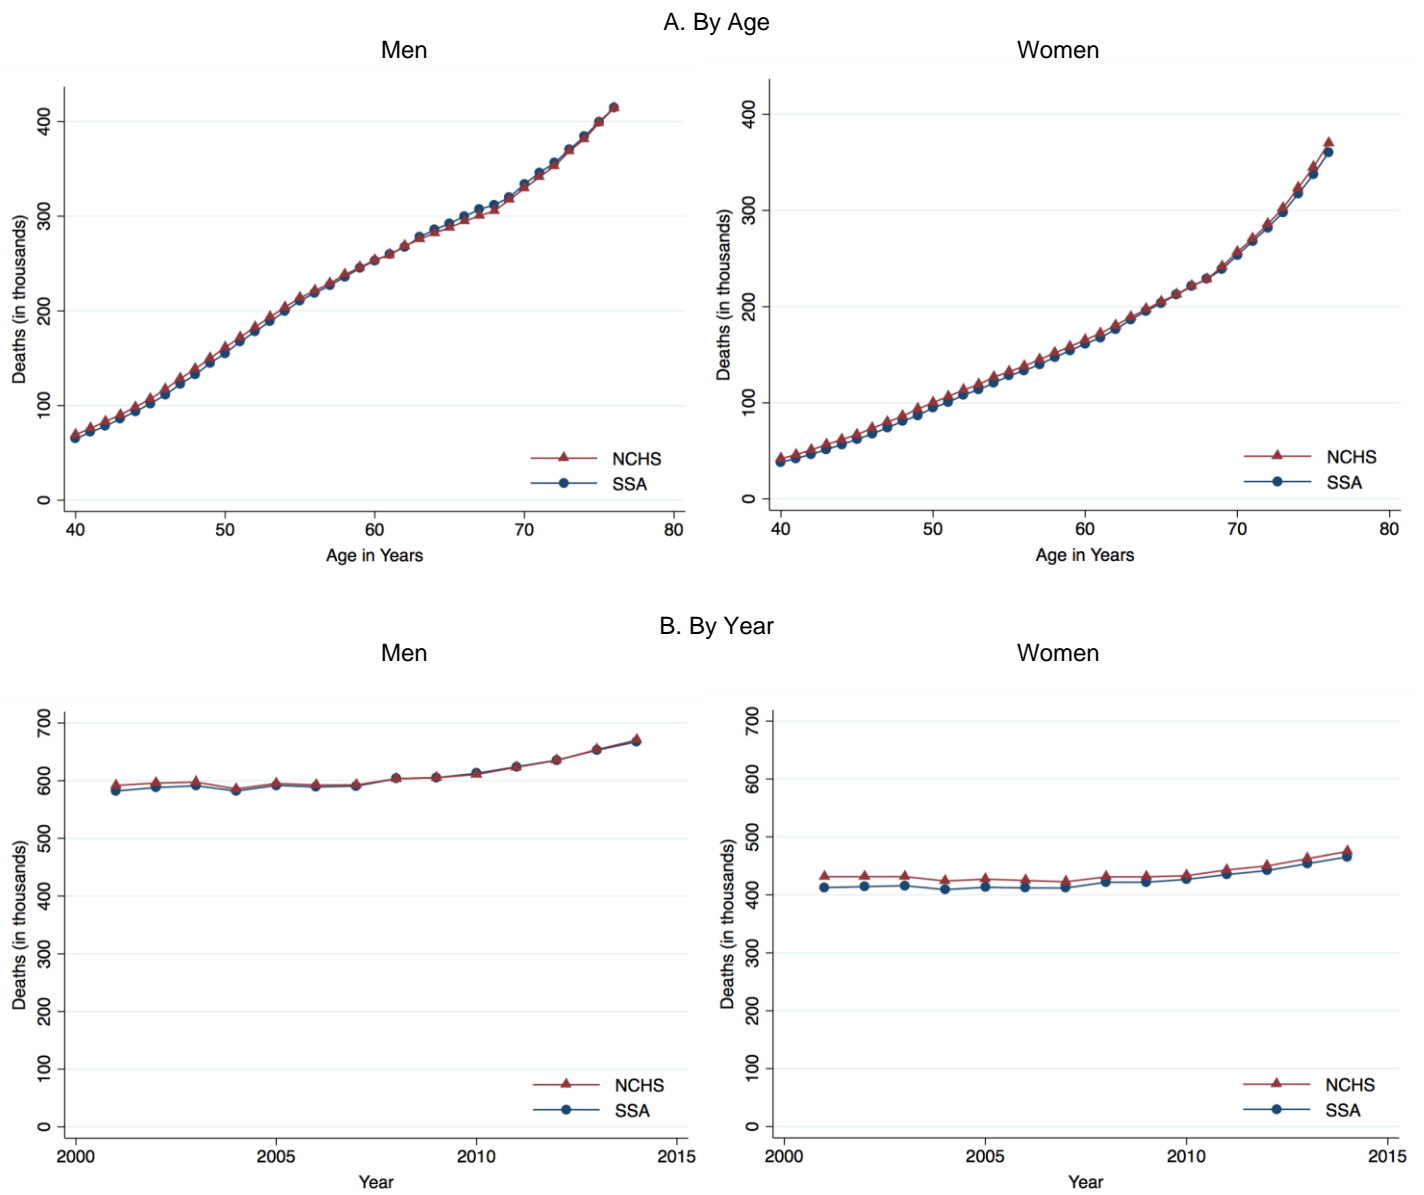 A. By Age
Men
Women
Deaths (in thousands)
400
300
200
100
0
40
50
60
70
80
Age in Years
NCHS
SSA
Deaths (in thousands)
400
300
200
100
0
40
50
60
70
80
Age in Years
NCHS
SSA
B. By Year
Men
Women
Deaths (in thousands)
700
600
500
400
300
200
100
0
2000
2005
2010
2015
Year
NCHS
SSA
Deaths (in thousands)
700
600
500
400
300
200
100
0
2000
2005
2010
2015
Year
NCHS
SSA